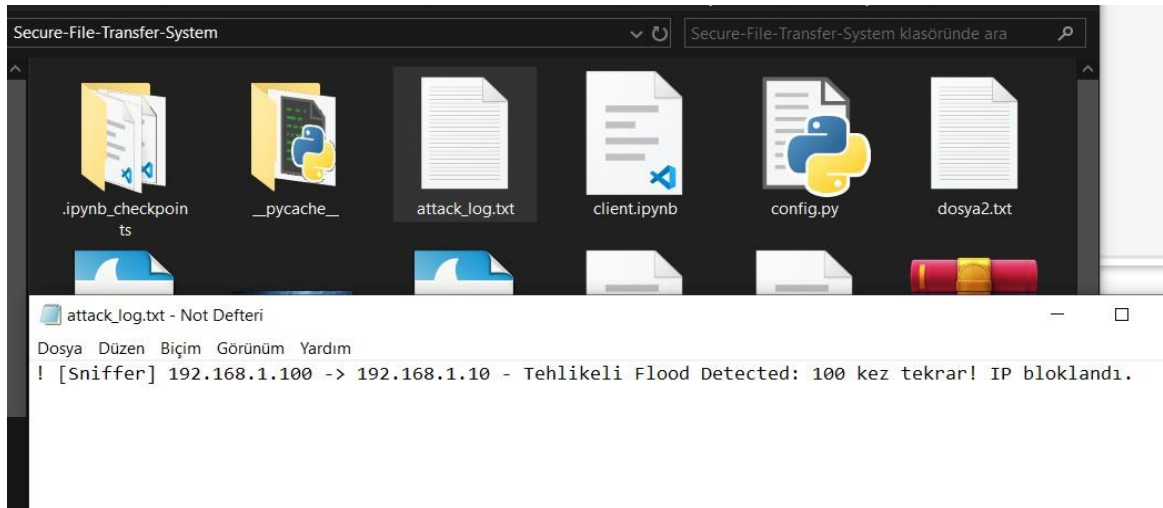 Secure-File-Transfer-System
Secure-File-Transfer-System klasöründe ara
.ipynb_checkpoin
ts
__pycache__
attack_log.txt
client.ipynb
config.py
dosya2.txt
attack_log.txt - Not Defteri
Dosya Düzen Biçim Görünüm Yardım
! [Sniffer] 192.168.1.100 -> 192.168.1.10 - Tehlikeli Flood Detected: 100 kez tekrar! IP bloklandı.